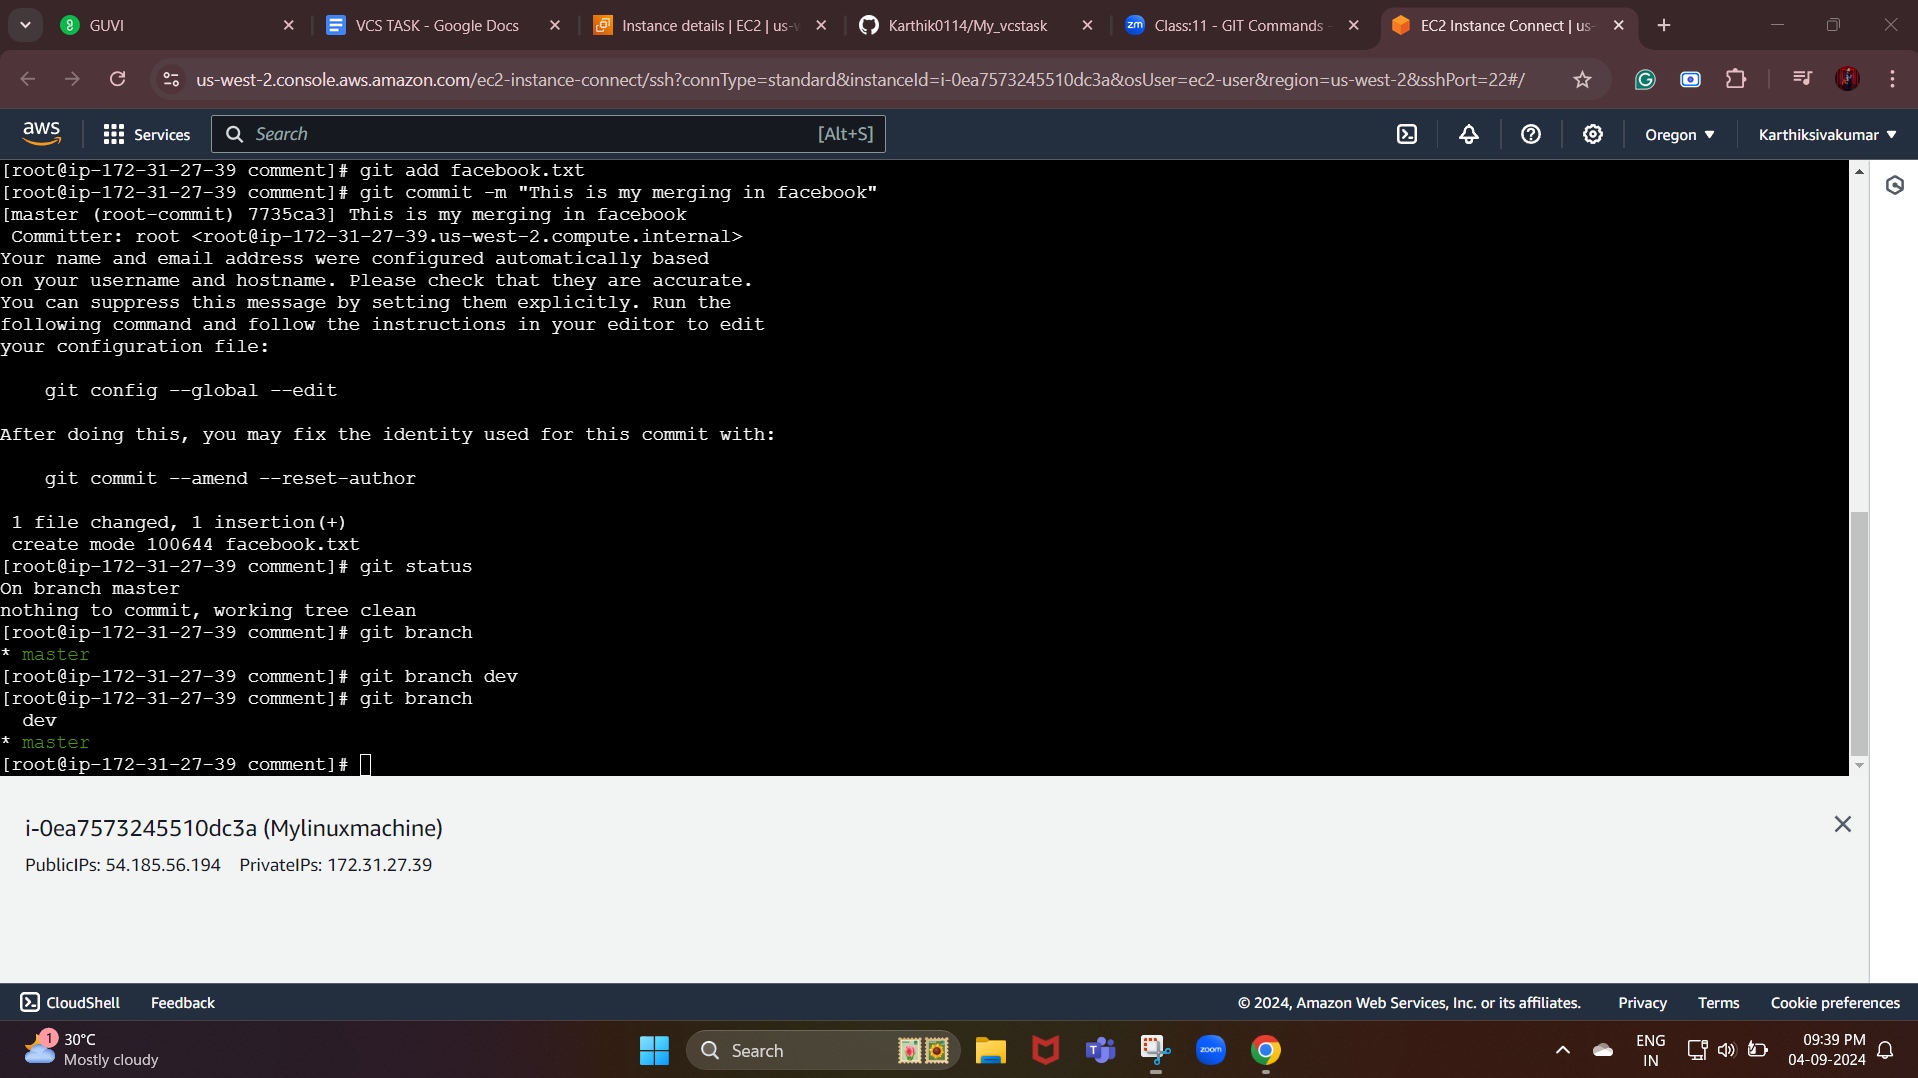 GUVI
VCS TASK - Google Docs
Instance details | EC2 | us-w
Karthik0114/My_vcstask
zm
Class:11 - GIT Commands -
EC2 Instance Connect | us-
us-west-2.console.aws.amazon.com/ec2-instance-connect/ssh?connType=standard&instanceId=i-0ea7573245510dc3a&osUser=ec2-user&region=us-west-2&sshPort=22#/
aws
Services
Search
[Alt+S]
Oregon
Karthiksivakumar
[root@ip-172-31-27-39 comment]# git add facebook.txt
[root@ip-172-31-27-39 comment]# git commit -m "This is my merging in facebook"
[master (root-commit) 7735ca3] This is my merging in facebook
Committer: root <root@ip-172-31-27-39.us-west-2.compute.internal>
Your name and email address were configured automatically based
on your username and hostname. Please check that they are accurate.
You can suppress this message by setting them explicitly. Run the
following command and follow the instructions in your editor to edit
your configuration file:
git config --global --edit
After doing this, you may fix the identity used for this commit with:
git commit --amend --reset-author
1 file changed, 1 insertion(+)
create mode 100644 facebook.txt
[root@ip-172-31-27-39 comment]# git status
On branch master
nothing to commit, working tree clean
[root@ip-172-31-27-39 comment]# git branch
* master
[root@ip-172-31-27-39 comment]# git branch dev
[root@ip-172-31-27-39 comment]# git branch
dev
* master
[root@ip-172-31-27-39 comment]#
i-0ea7573245510dc3a (Mylinuxmachine)
PublicIPs: 54.185.56.194 PrivateIPs: 172.31.27.39
CloudShell
Feedback
© 2024, Amazon Web Services, Inc. or its affiliates.
Privacy
Terms
Cookie preferences
1
30°C
Mostly cloudy
Search
zoom
ENG
IN
09:39 PM
04-09-2024